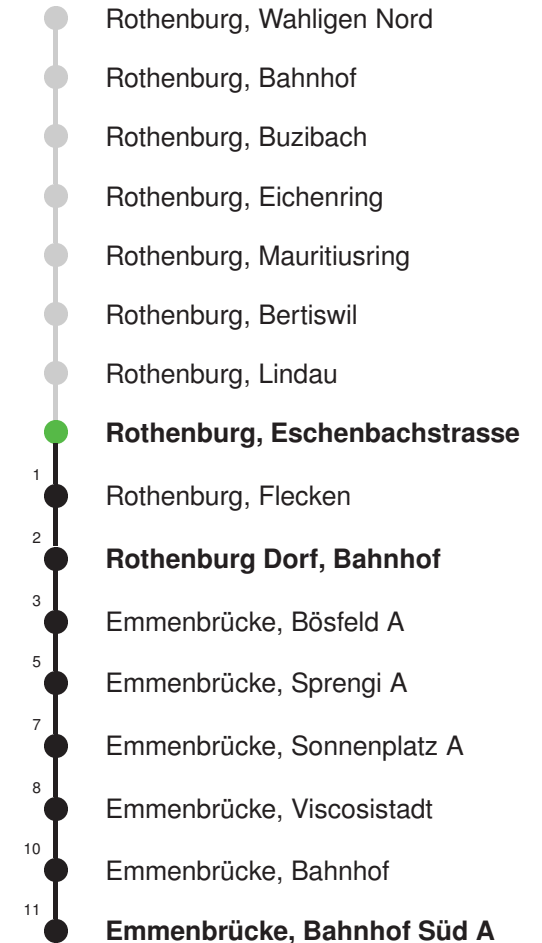 Rothenburg, Wahligen Nord
Rothenburg, Bahnhof
Rothenburg, Buzibach
Rothenburg, Eichenring
Rothenburg, Mauritiusring
Rothenburg, Bertiswil
Rothenburg, Lindau
Rothenburg, Eschenbachstrasse
1 Rothenburg, Flecken
2 Rothenburg Dorf, Bahnhof
3 Emmenbrücke, Bösfeld A
5 Emmenbrücke, Sprengi A
7 Emmenbrücke, Sonnenplatz A
8 Emmenbrücke, Viscosistadt
10 Emmenbrücke, Bahnhof
11 Emmenbrücke, Bahnhof Süd A